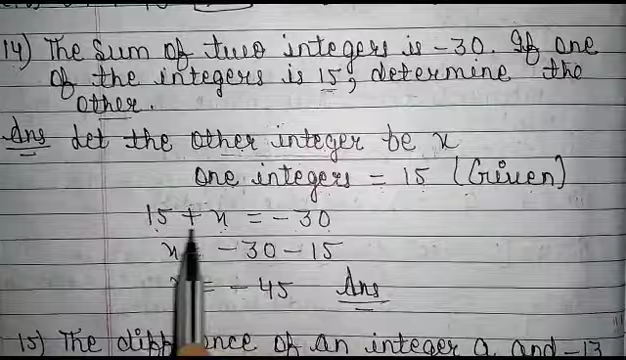 14) The sum of two integers is -30. If one
of the integers is 15, determine the
other.
Ans Let the other integer be x
one integers = 15 (Given)
15 + x = -30
x = -30 - 15
= -45 Ans
15) The difference of an integer a and -13